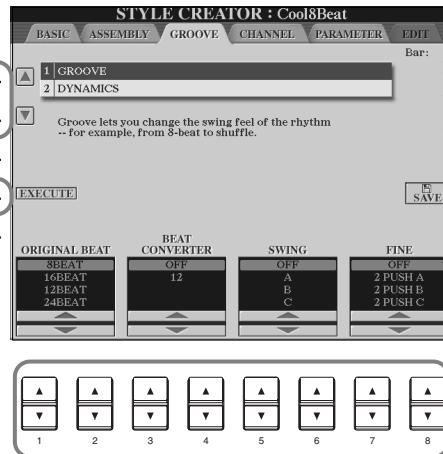 STYLE CREATOR : Cool8Beat
BASIC ASSEMBLY GROOVE CHANNEL PARAMETER EDIT
Bar:
1 GROOVE
2 DYNAMICS
Groove lets you change the swing feel of the rhythm
-- for example, from 8-beat to shuffle.
EXECUTE
SAVE
ORIGINAL BEAT
8BEAT
16BEAT
12BEAT
24BEAT
BEAT
CONVERTER
OFF
12
SWING
OFF
A
B
C
FINE
OFF
2 PUSH A
2 PUSH B
2 PUSH C
1 2 3 4 5 6 7 8